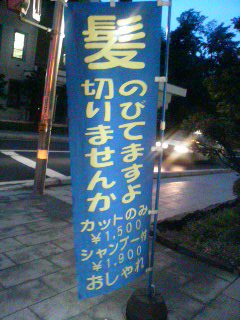 髪
のびてますよ
切りませんか
カットのみ
￥1,500
シャンプー付
￥1,900
おしゃれ